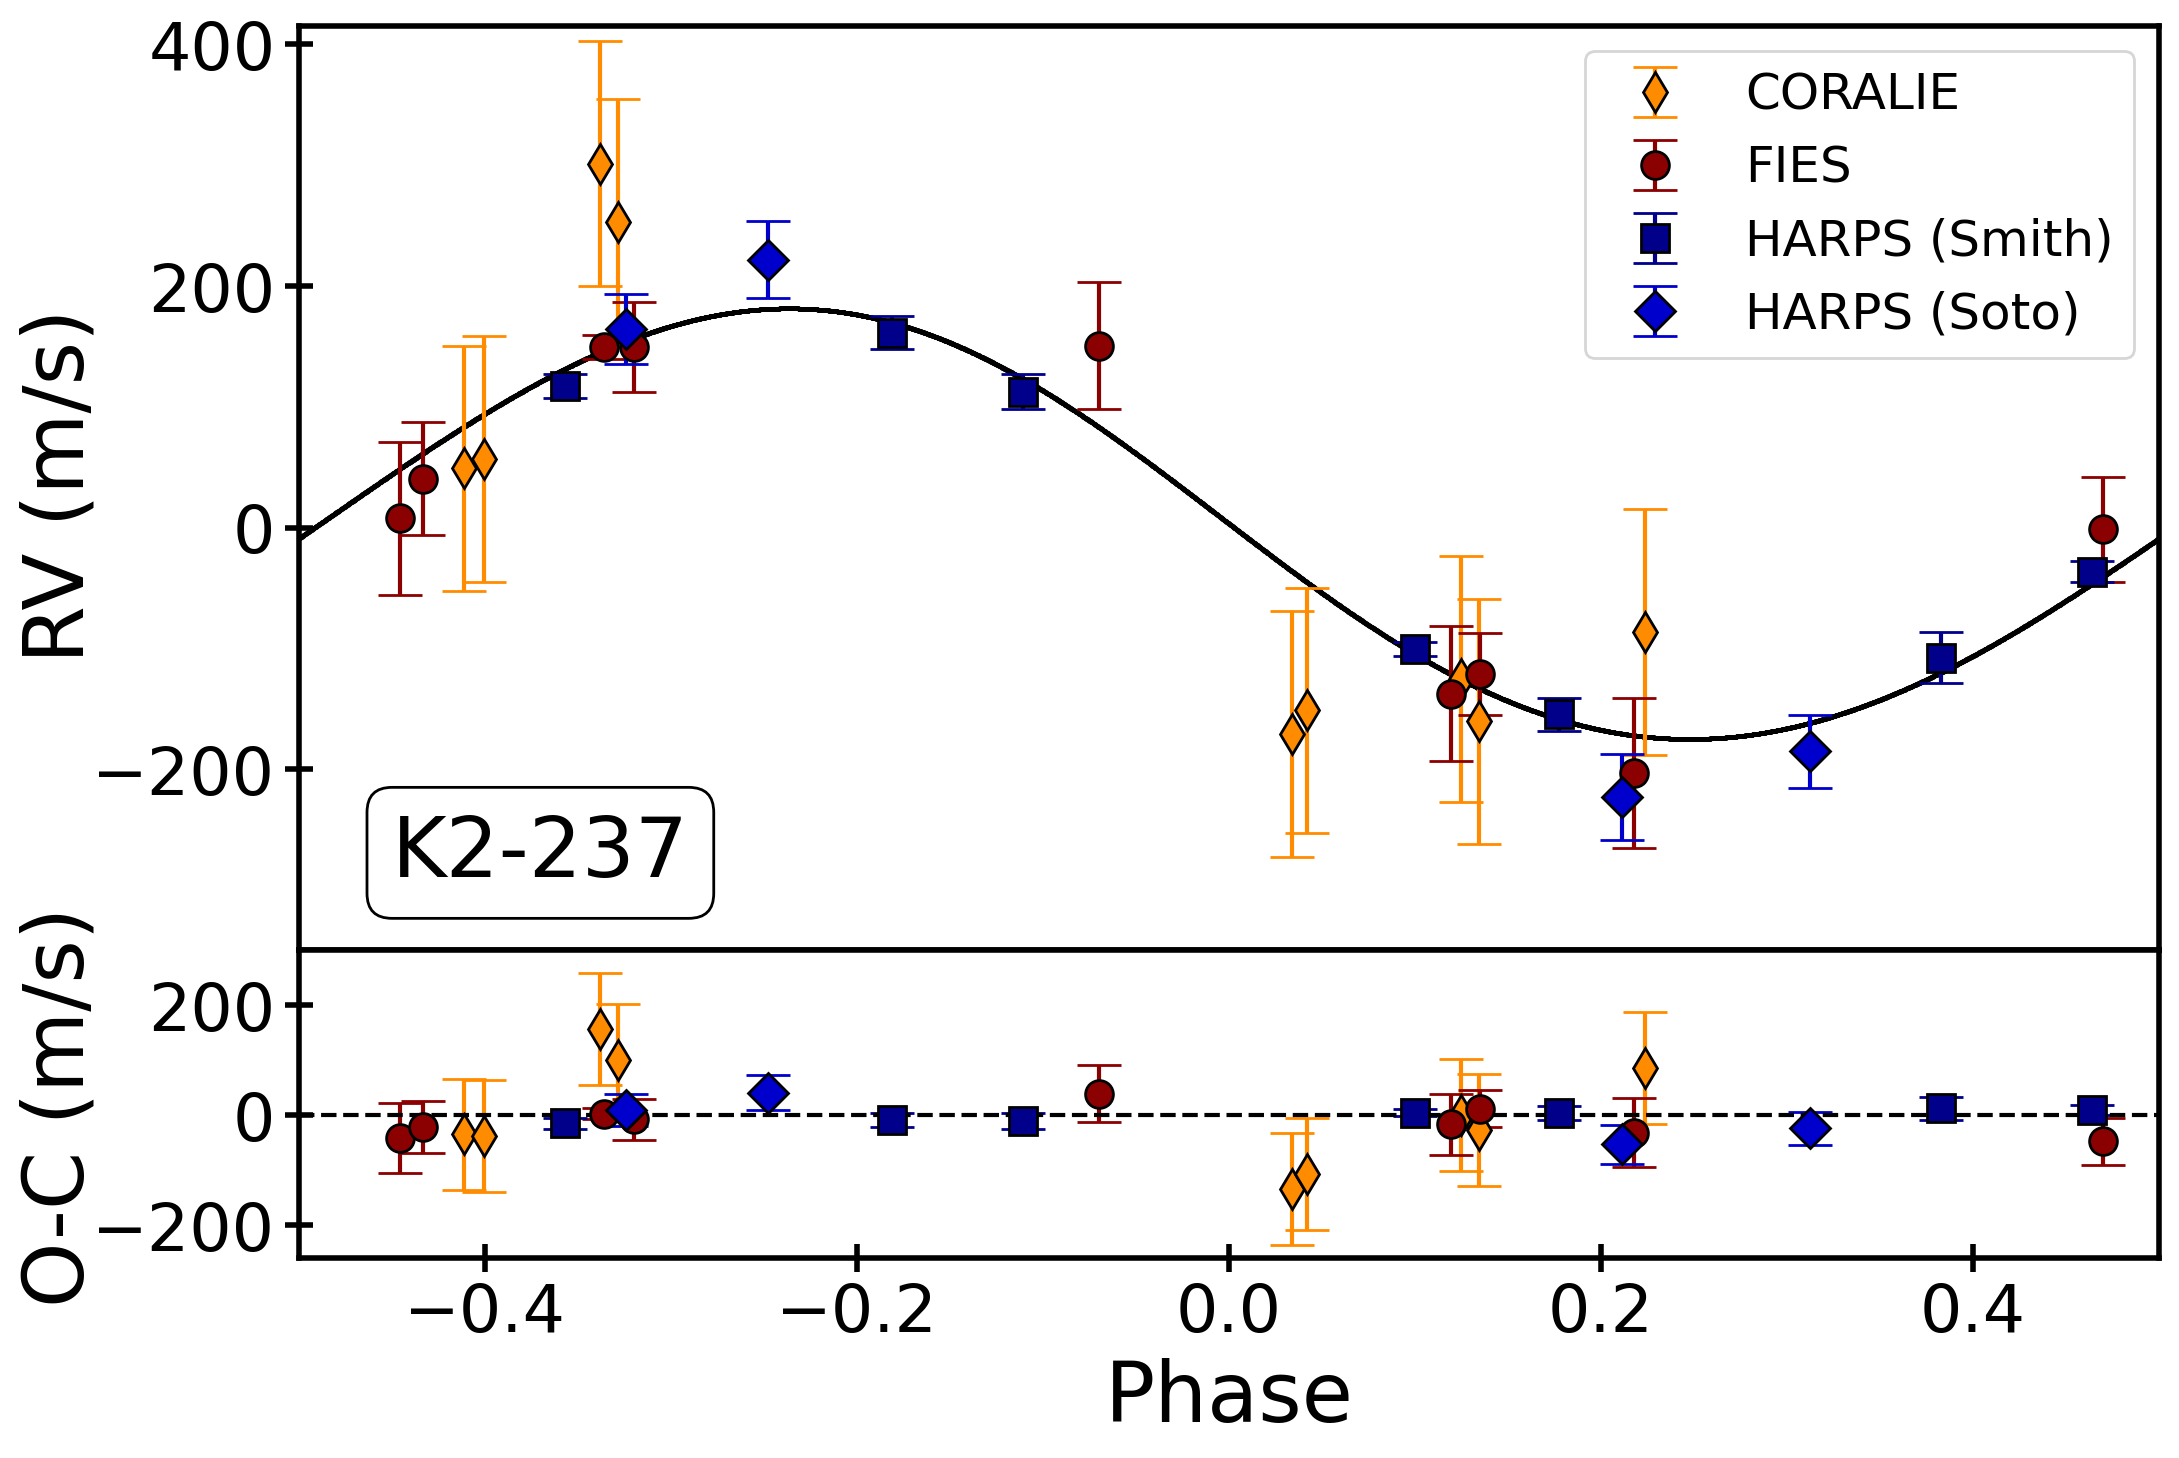 400
200
0
−200
RV (m/s)
CORALIE
FIES
HARPS (Smith)
HARPS (Soto)
K2-237
200
0
−200
O-C (m/s)
−0.4
−0.2
0.0
0.2
0.4
Phase